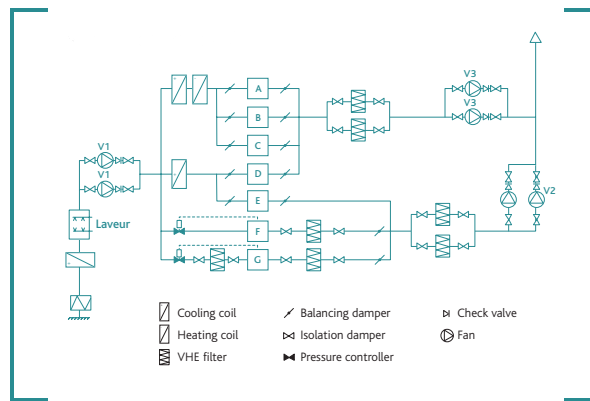 V3
A
V3
B
V1
C
V1
D
V2
E
Laveur
F
G
Cooling coil
Balancing damper
Check valve
Heating coil
Isolation damper
Fan
VHE filter
Pressure controller